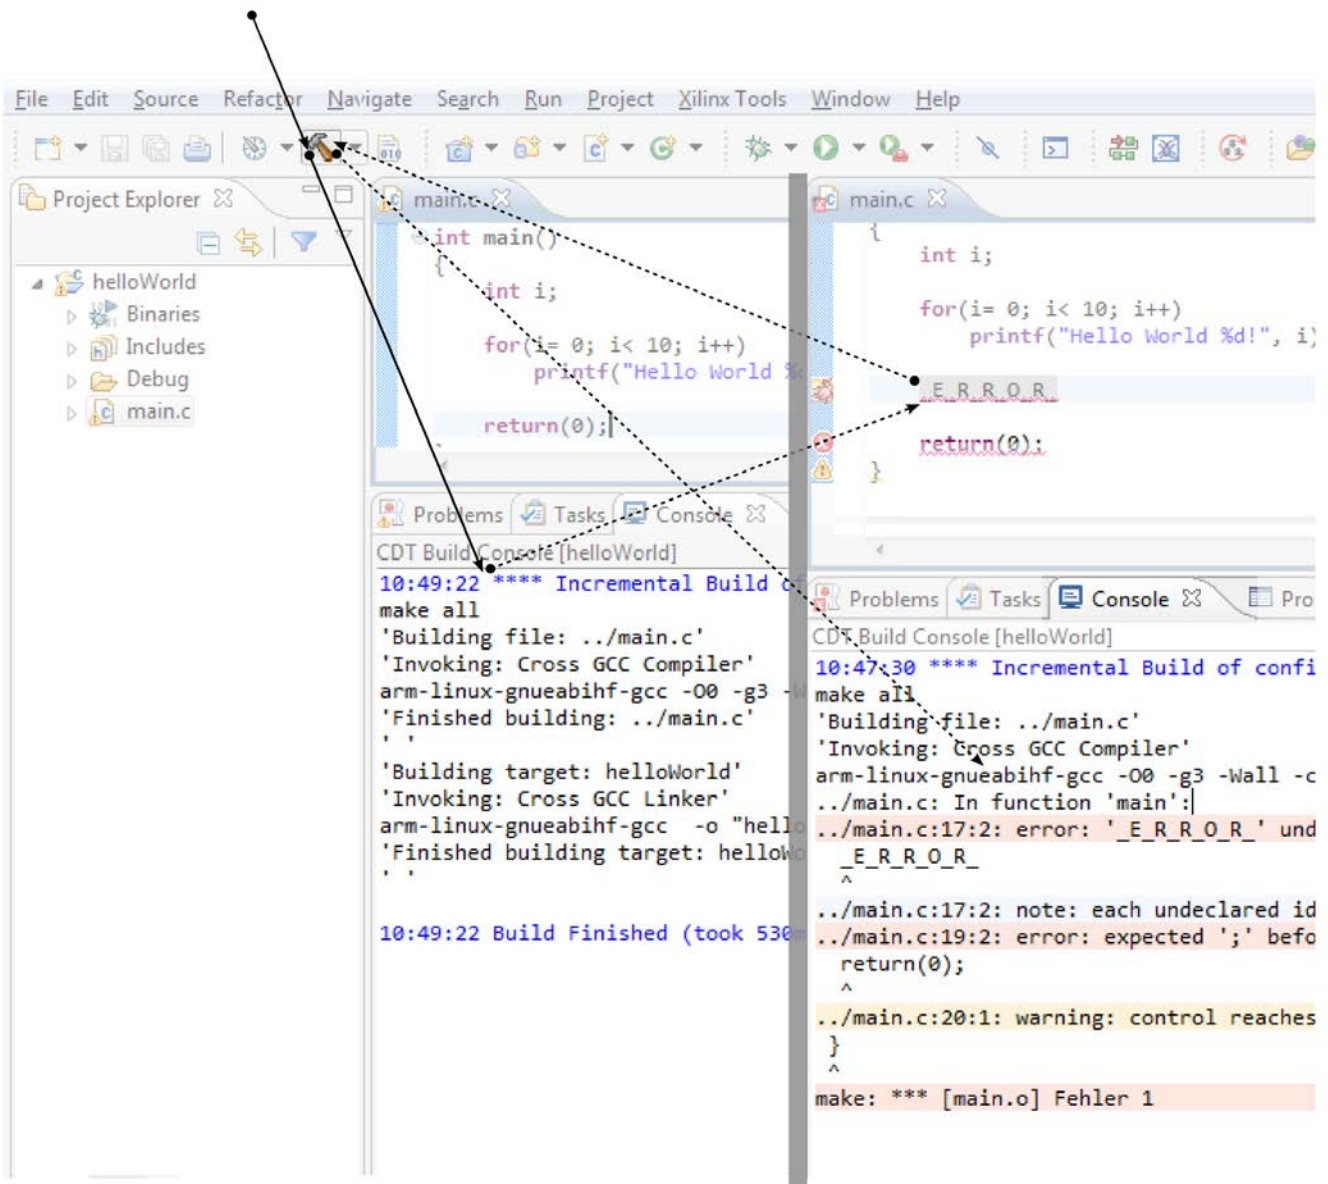 File Edit Source Refactor Navigate Search Run Project Xilinx Tools Window Help
010
Project Explorer
helloWorld
Binaries
Includes
Debug
main.c
main.c
int main()
{
int i;
for(i= 0; i< 10; i++)
printf("Hello World %d
return(0);
Problems Tasks Console
CDT Build Console [helloWorld]
10:49:22 **** Incremental Build of
make all
'Building file: ../main.c'
'Invoking: Cross GCC Compiler'
arm-linux-gnueabihf-gcc -O0 -g3 -W
'Finished building: ../main.c'
' '
'Building target: helloWorld'
'Invoking: Cross GCC Linker'
arm-linux-gnueabihf-gcc  -o "hello
'Finished building target: helloWo
' '
10:49:22 Build Finished (took 530m
main.c
{
int i;
for(i= 0; i< 10; i++)
printf("Hello World %d!", i)
_E_R_R_O_R_
return(0);
}
Problems Tasks Console Pro
CDT Build Console [helloWorld]
10:47:30 **** Incremental Build of confi
make all
'Building file: ../main.c'
'Invoking: Cross GCC Compiler'
arm-linux-gnueabihf-gcc -O0 -g3 -Wall -c
../main.c: In function 'main':
../main.c:17:2: error: '_E_R_R_O_R_' und
_E_R_R_O_R_
^
../main.c:17:2: note: each undeclared id
../main.c:19:2: error: expected ';' befo
return(0);
^
../main.c:20:1: warning: control reaches
}
^
make: *** [main.o] Fehler 1